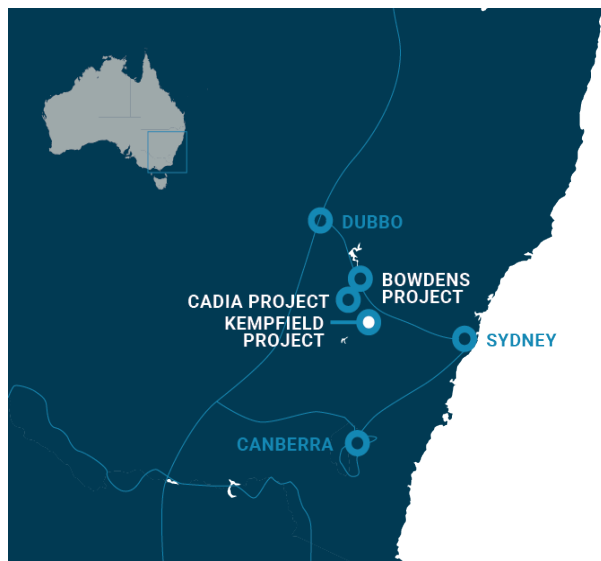 DUBBO
BOWDENS
PROJECT
CADIA PROJECT
KEMPFIELD
PROJECT
SYDNEY
CANBERRA